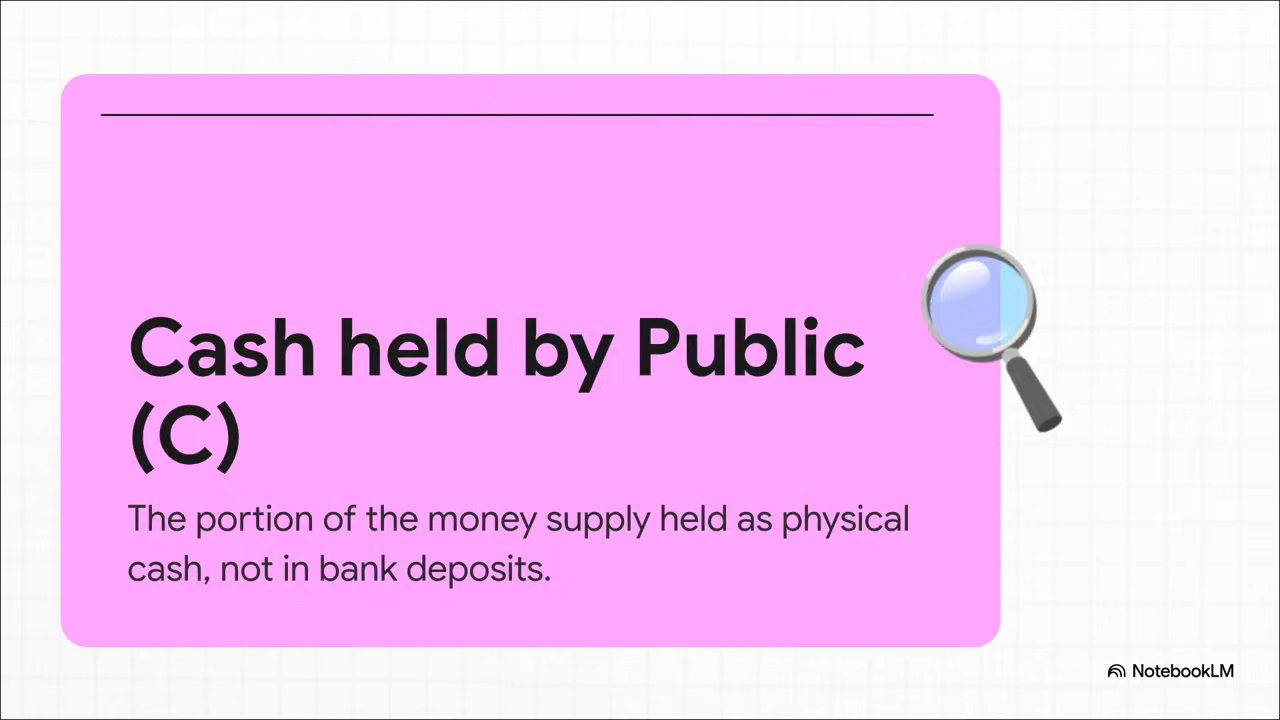 Cash held by Public
(C)
The portion of the money supply held as physical
cash, not in bank deposits.
NotebookLM